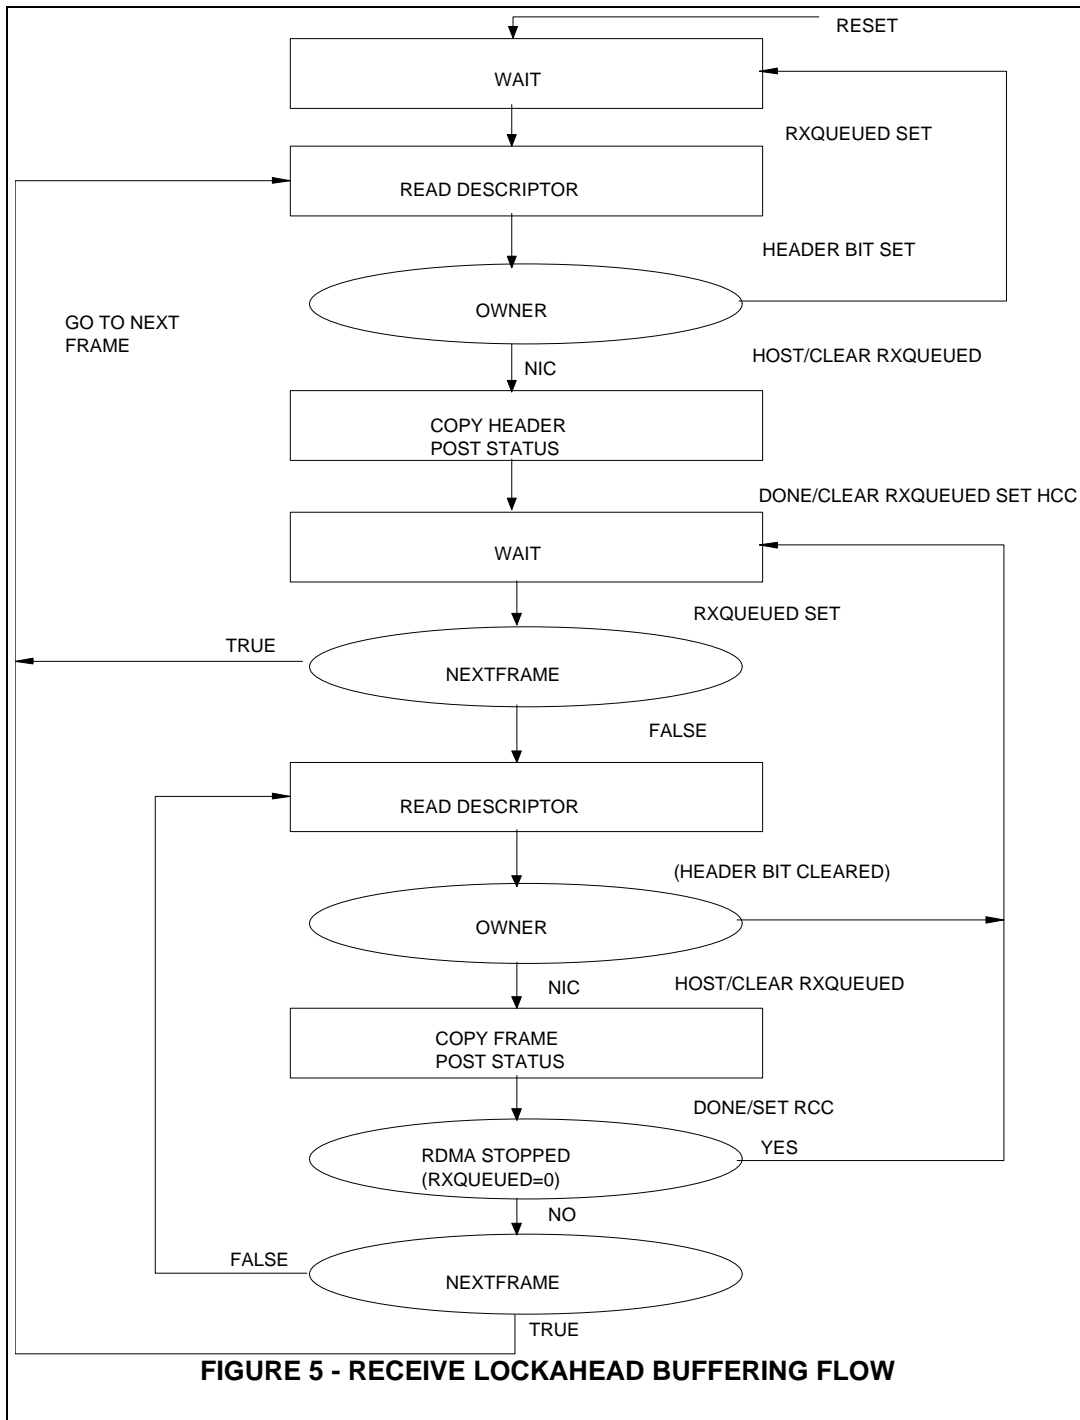 RESET
WAIT
RXQUEUED SET
READ DESCRIPTOR
HEADER BIT SET
OWNER
GO TO NEXT
FRAME
HOST/CLEAR RXQUEUED
NIC
COPY HEADER
POST STATUS
DONE/CLEAR RXQUEUED SET HCC
WAIT
RXQUEUED SET
TRUE
NEXTFRAME
FALSE
READ DESCRIPTOR
(HEADER BIT CLEARED)
OWNER
HOST/CLEAR RXQUEUED
NIC
COPY FRAME
POST STATUS
DONE/SET RCC
YES
RDMA STOPPED
(RXQUEUED=0)
NO
FALSE
NEXTFRAME
TRUE
FIGURE 5 - RECEIVE LOCKAHEAD BUFFERING FLOW